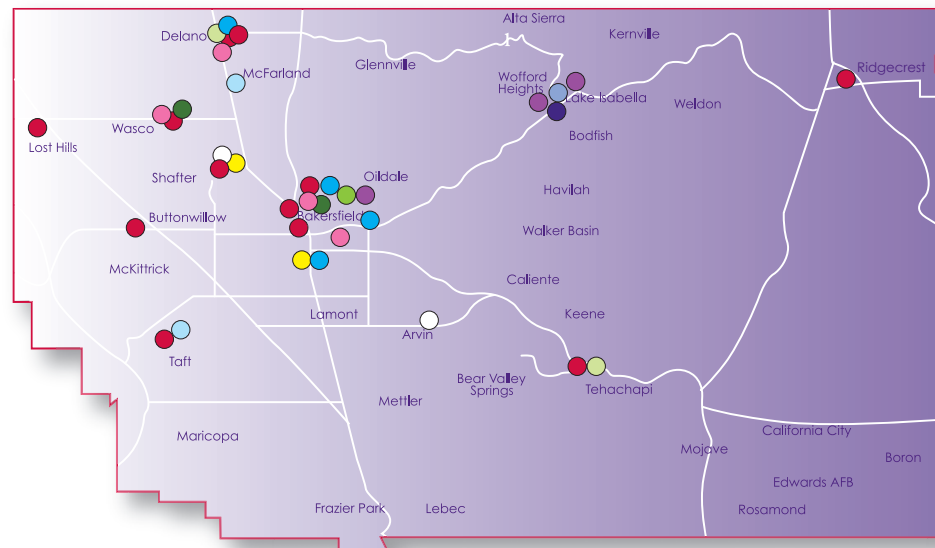 Alta Sierra
Kernville
Delano
Glennville
McFarland
Wofford
Heights
Lake Isabella
Ridgecrest
Weldon
Wasco
Bodfish
Lost Hills
Shafter
Oildale
Havilah
Buttonwillow
Bakersfield
Walker Basin
McKittrick
Caliente
Lamont
Keene
Arvin
Taft
Bear Valley
Springs
Tehachapi
Mettler
Maricopa
California City
Mojave
Boron
Edwards AFB
Frazier Park
Lebec
Rosamond